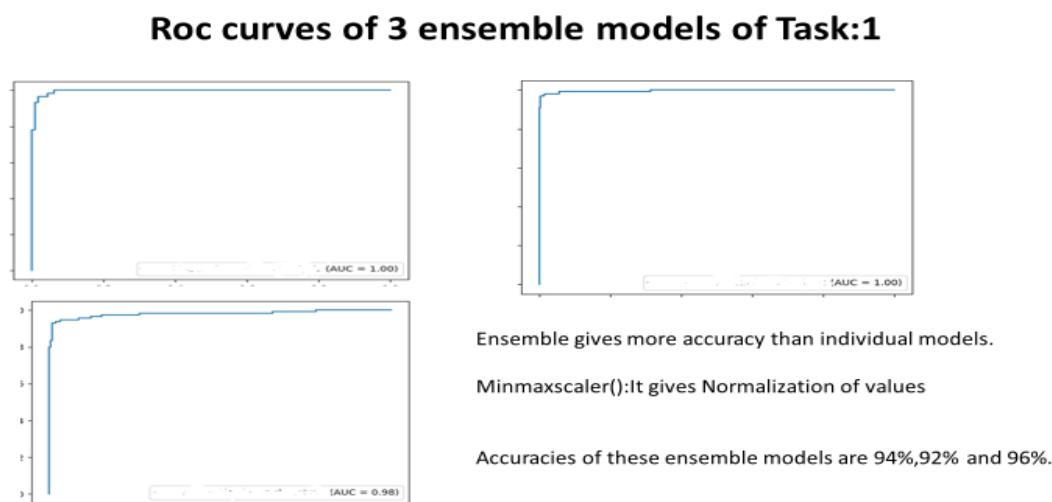 Roc curves of 3 ensemble models of Task:1
(AUC = 1.00)
(AUC = 1.00)
(AUC = 0.98)
Ensemble gives more accuracy than individual models.
Minmaxscaler():It gives Normalization of values
Accuracies of these ensemble models are 94%,92% and 96%.